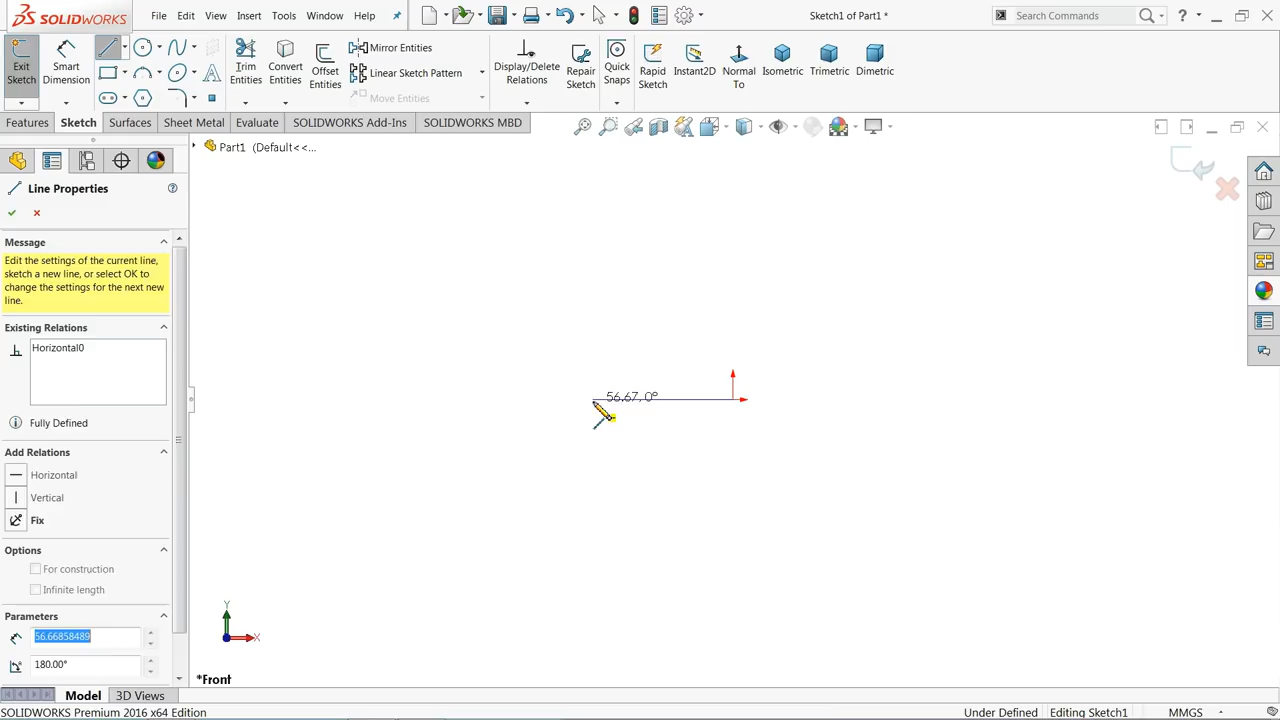 SOLIDWORKS File Edit View Insert Tools Window Help Sketch1 of Part1 * Search Commands ?
Exit Sketch
Smart Dimension
Trim Entities
Convert Entities
Offset Entities
Mirror Entities
Linear Sketch Pattern
Move Entities
Display/Delete Relations
Repair Sketch
Quick Snaps
Rapid Sketch
Instant2D
Normal To
Isometric
Trimetric
Dimetric
Features Sketch Surfaces Sheet Metal Evaluate SOLIDWORKS Add-Ins SOLIDWORKS MBD
Part1 (Default<<...
Line Properties
Message
Edit the settings of the current line,
sketch a new line, or select OK to
change the settings for the next new
line.
Existing Relations
Horizontal0
Fully Defined
Add Relations
Horizontal
Vertical
Fix
Options
For construction
Infinite length
Parameters
56.66858489
180.00°
56.67, 0°
Y
X
*Front
Model 3D Views
SOLIDWORKS Premium 2016 x64 Edition Under Defined Editing Sketch1 MMGS